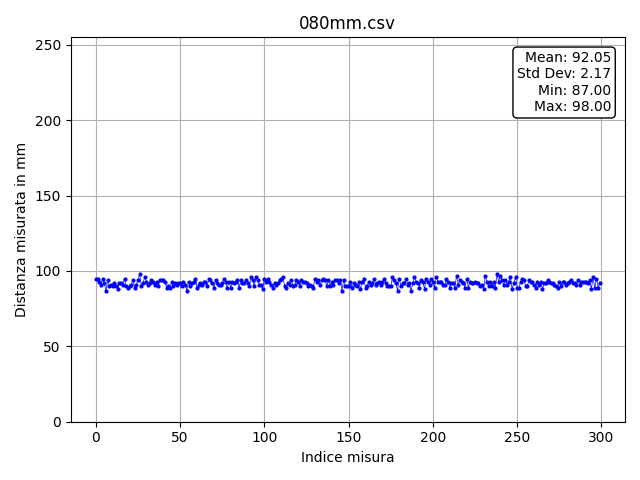 080mm.csv
Mean: 92.05
Std Dev: 2.17
Min: 87.00
Max: 98.00
Distanza misurata in mm
250
200
150
100
50
0
0 50 100 150 200 250 300
Indice misura